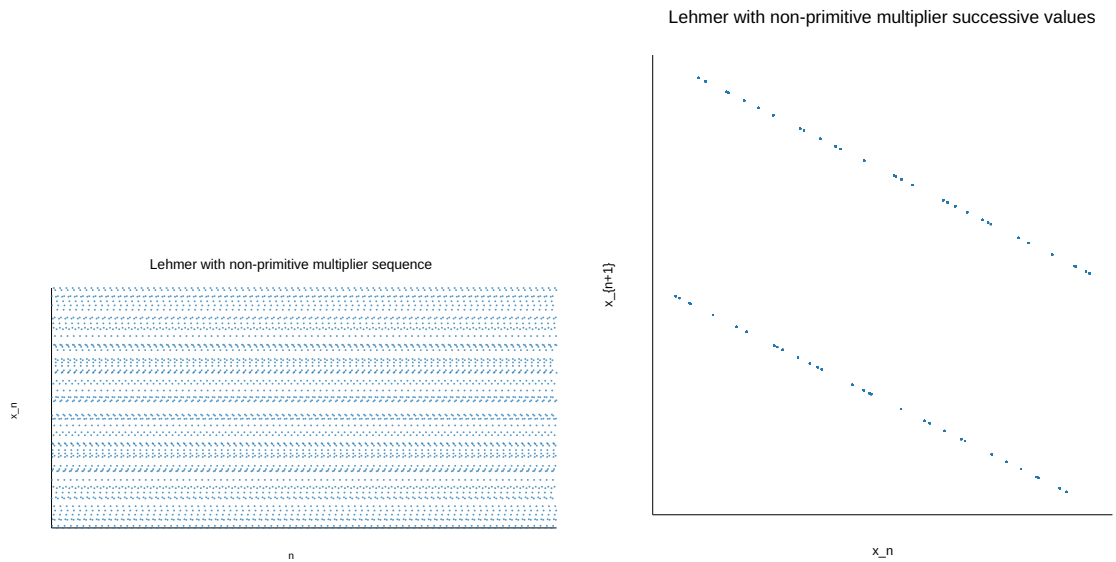 Lehmer with non-primitive multiplier sequence
x_n
n
Lehmer with non-primitive multiplier successive values
x_{n+1}
x_n